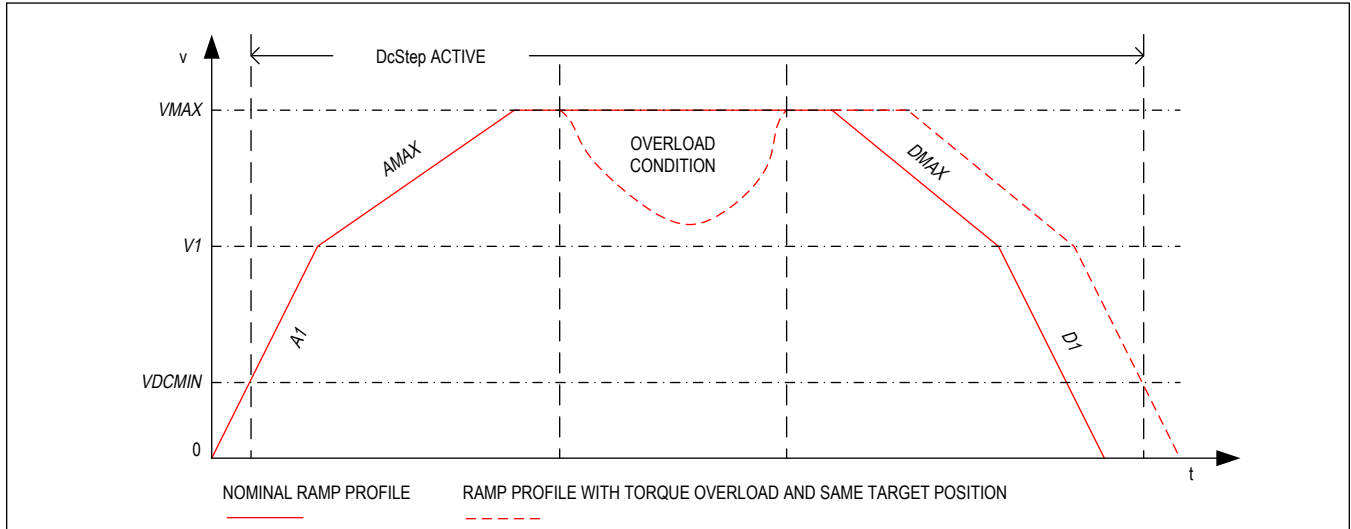 v
DcStep ACTIVE
VMAX
AMAX
OVERLOAD
CONDITION
DMAX
V1
A1
D1
VDCMIN
0
t
NOMINAL RAMP PROFILE
RAMP PROFILE WITH TORQUE OVERLOAD AND SAME TARGET POSITION